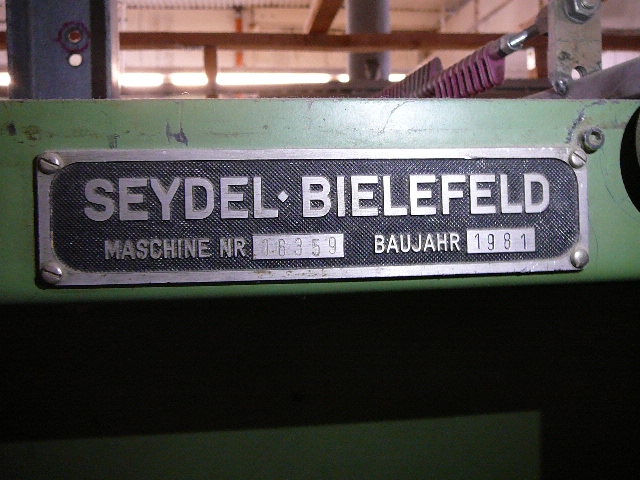 SEYDEL · BIELEFELD
MASCHINE NR 16359 BAUJAHR 1981